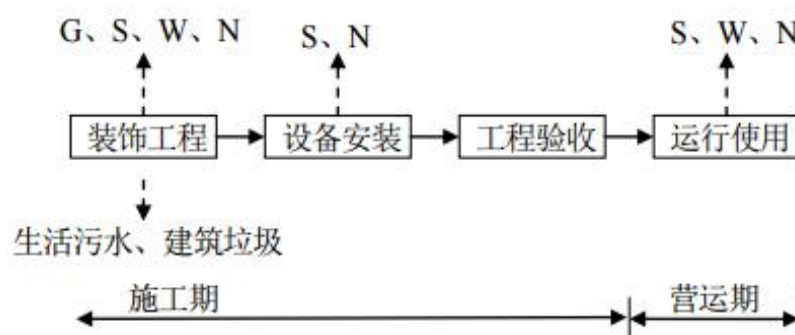 G、S、W、N
S、N
S、W、N
装饰工程
设备安装
工程验收
运行使用
生活污水、建筑垃圾
施工期
营运期